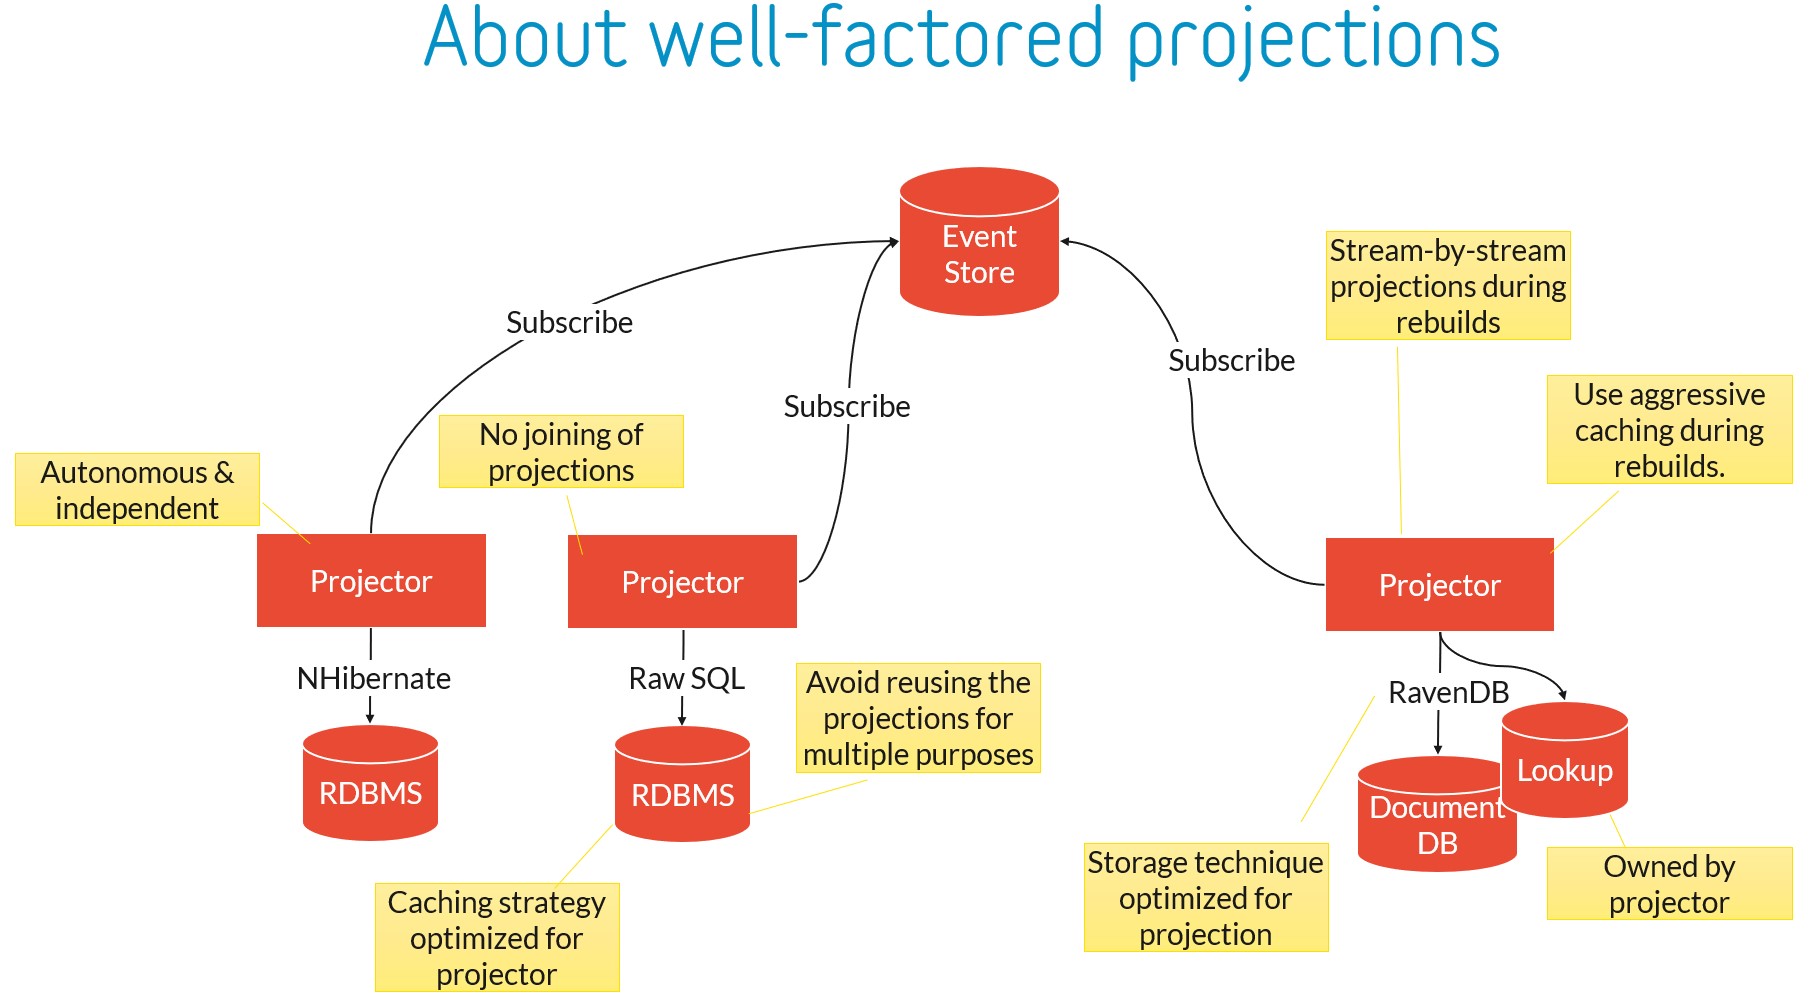 About well-factored projections
Event
Store
Stream-by-stream
projections during
rebuilds
Subscribe
Subscribe
Subscribe
Use aggressive
caching during
rebuilds.
No joining of
projections
Autonomous &
independent
Projector
Projector
Projector
NHibernate
Raw SQL
RavenDB
Avoid reusing the
projections for
multiple purposes
RDBMS
RDBMS
Lookup
Document
DB
Storage technique
optimized for
projection
Owned by
projector
Caching strategy
optimized for
projector